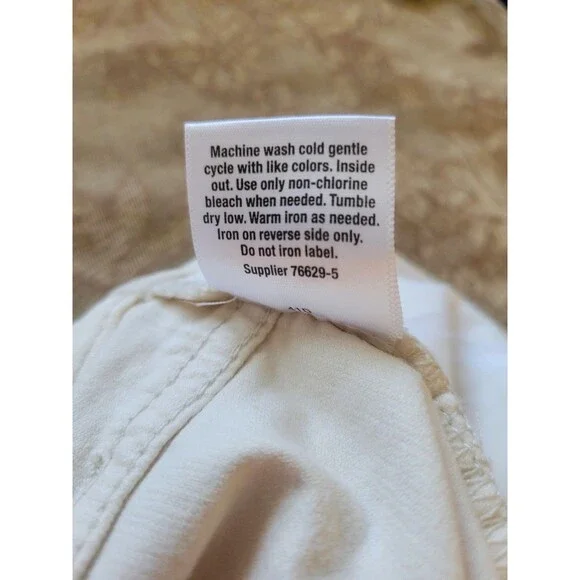 Machine wash cold gentle
cycle with like colors. Inside
out. Use only non-chlorine
bleach when needed. Tumble
dry low. Warm iron as needed.
Iron on reverse side only.
Do not iron label.
Supplier 76629-5